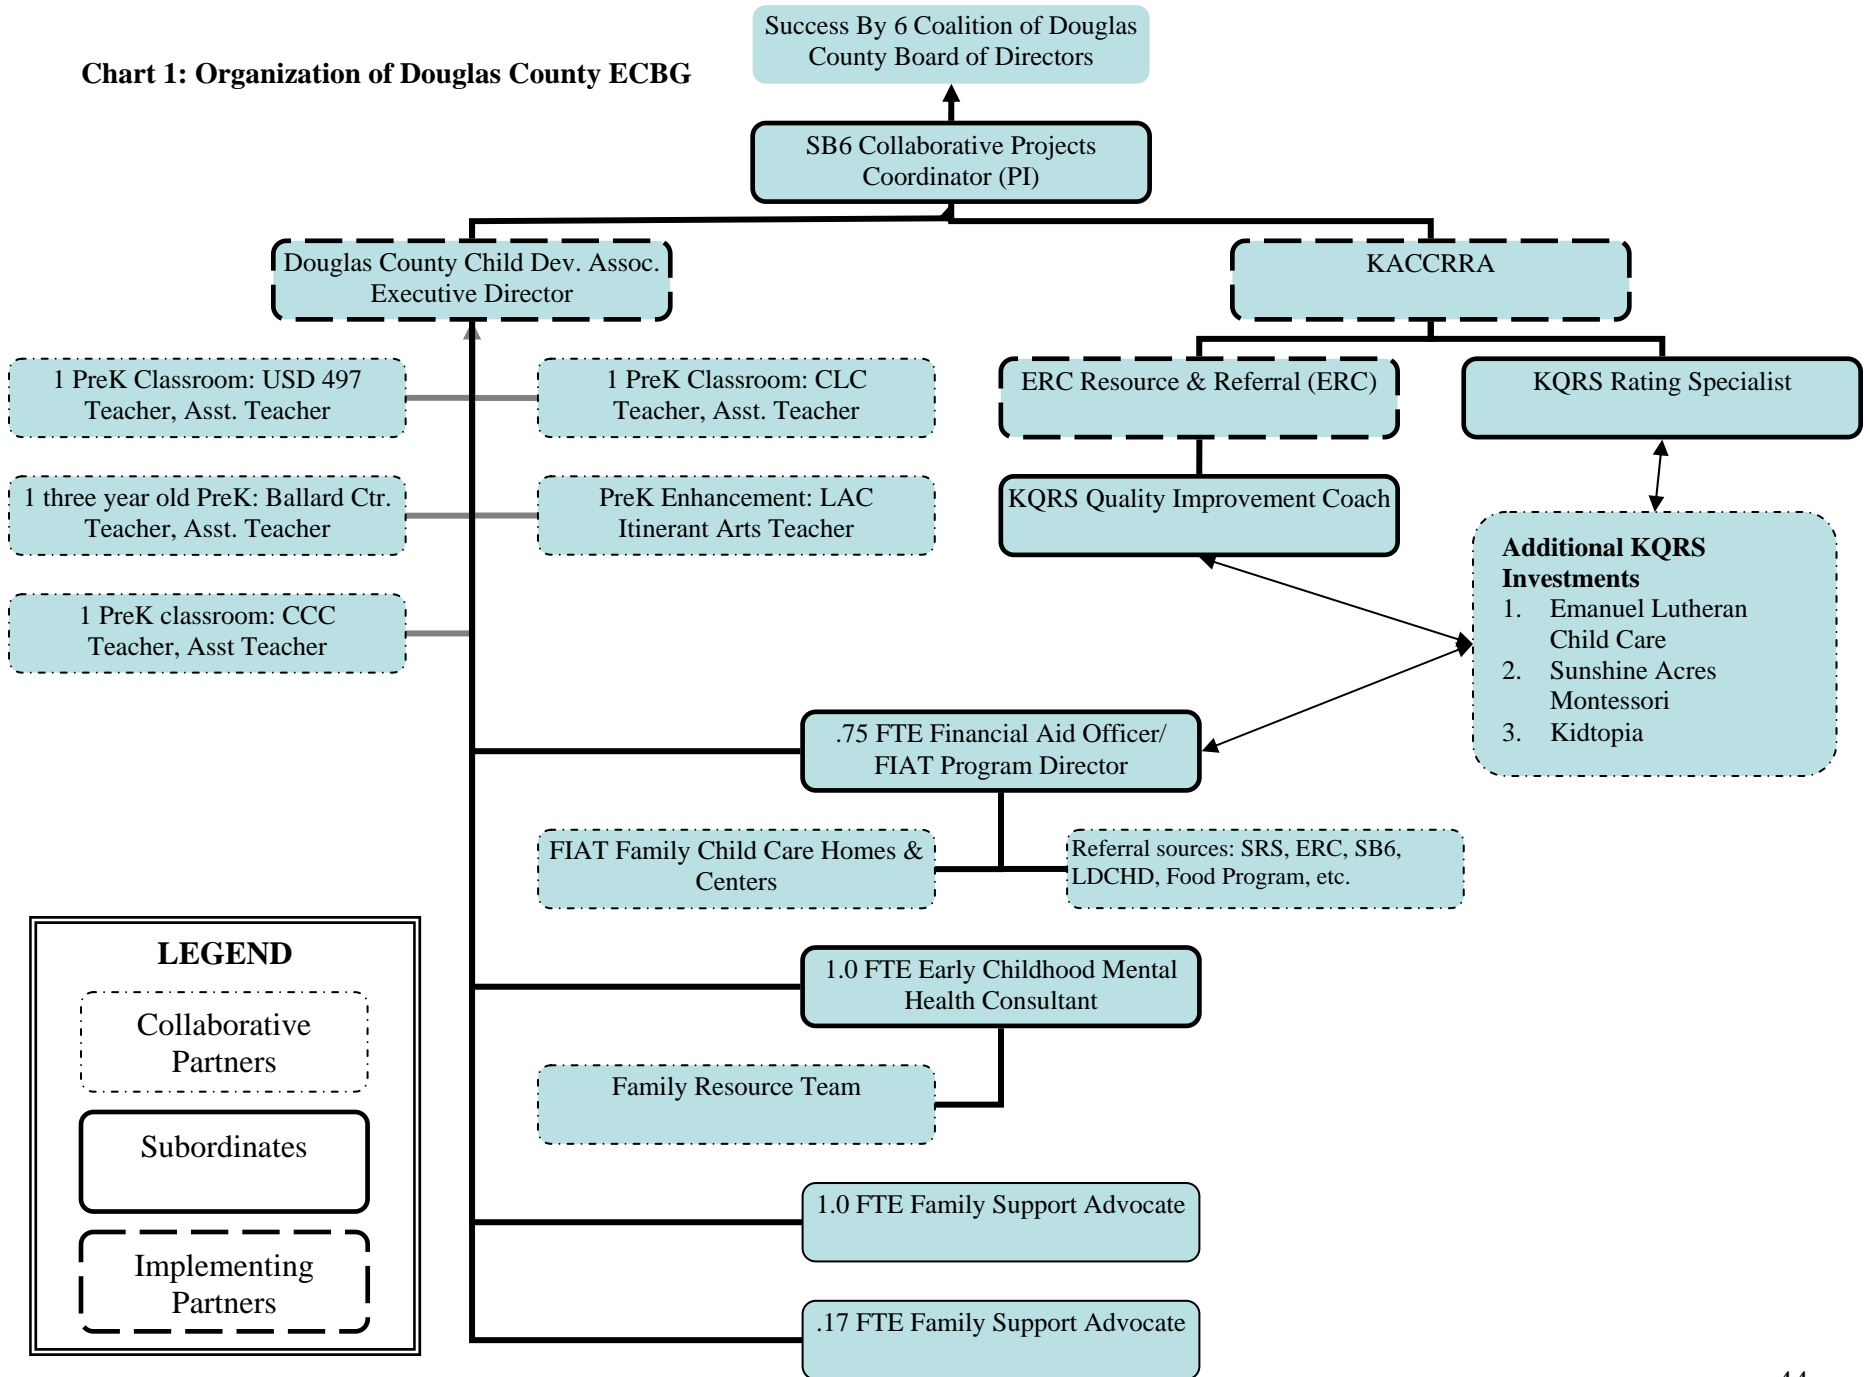 Success By 6 Coalition of Douglas
County Board of Directors
Chart 1: Organization of Douglas County ECBG
SB6 Collaborative Projects
Coordinator (PI)
Douglas County Child Dev. Assoc.
Executive Director
KACCRRA
1 PreK Classroom: USD 497
Teacher, Asst. Teacher
1 PreK Classroom: CLC
Teacher, Asst. Teacher
ERC Resource & Referral (ERC)
KQRS Rating Specialist
1 three year old PreK: Ballard Ctr.
Teacher, Asst. Teacher
PreK Enhancement: LAC
Itinerant Arts Teacher
KQRS Quality Improvement Coach
Additional KQRS
Investments
1. Emanuel Lutheran
Child Care
2. Sunshine Acres
Montessori
3. Kidtopia
1 PreK classroom: CCC
Teacher, Asst Teacher
.75 FTE Financial Aid Officer/
FIAT Program Director
FIAT Family Child Care Homes &
Centers
Referral sources: SRS, ERC, SB6,
LDCHD, Food Program, etc.
1.0 FTE Early Childhood Mental
Health Consultant
Family Resource Team
1.0 FTE Family Support Advocate
.17 FTE Family Support Advocate
LEGEND
Collaborative
Partners
Subordinates
Implementing
Partners